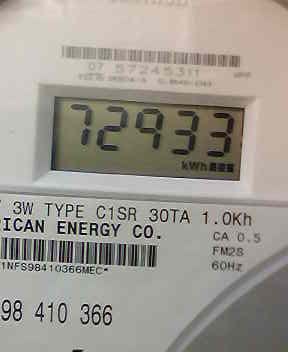 07 57245311
72933
kWh
3W TYPE C1SR 30TA 1.0Kh
RICAN ENERGY CO. CA 0.5
FM2S
1NFS98410366MEC* 60Hz
98 410 366